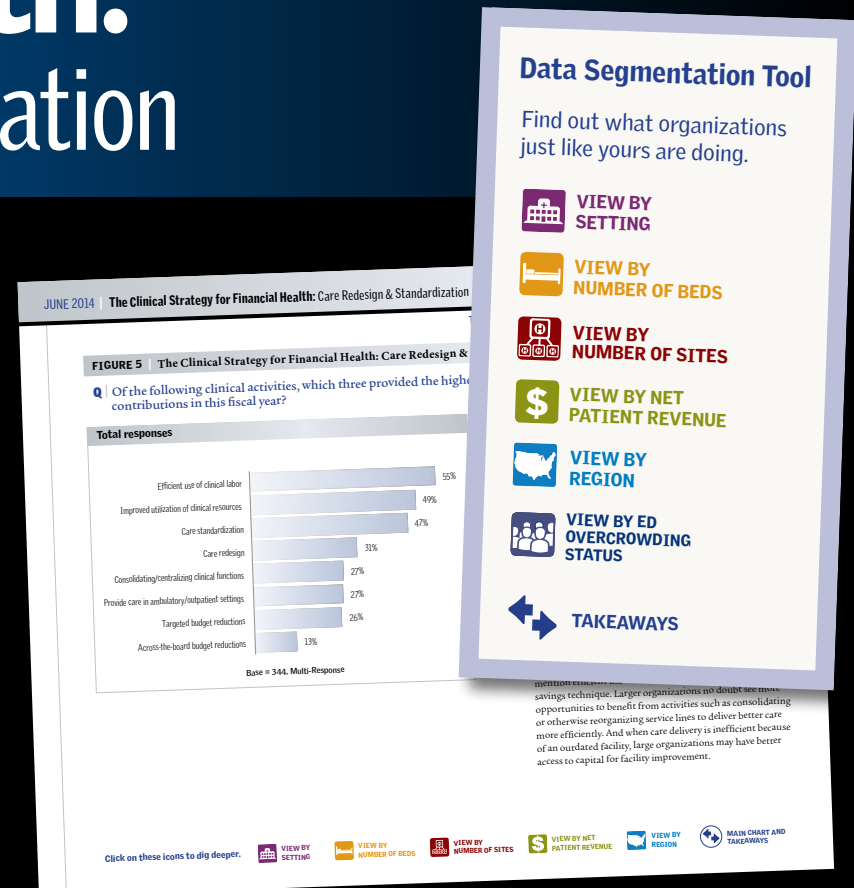 th.
ation
Data Segmentation Tool
Find out what organizations
just like yours are doing.
VIEW BY
SETTING
VIEW BY
NUMBER OF BEDS
VIEW BY
NUMBER OF SITES
VIEW BY NET
PATIENT REVENUE
VIEW BY
REGION
VIEW BY ED
OVERCROWDING
STATUS
TAKEAWAYS
JUNE 2014 | The Clinical Strategy for Financial Health: Care Redesign & Standardization
FIGURE 5 | The Clinical Strategy for Financial Health: Care Redesign &
Q | Of the following clinical activities, which three provided the
contributions in this fiscal year?
Total responses
Efficient use of clinical labor 55%
Improved utilization of clinical resources 49%
Care standardization 47%
Care redesign 31%
Consolidating/centralizing clinical functions 27%
Provide care in ambulatory/outpatient settings 27%
Targeted budget reductions 26%
Across-the-board budget reductions 13%
Base = 344, Multi-Response
mention efficient
savings technique. Larger organizations no doubt see more
opportunities to benefit from activities such as consolidating
or otherwise reorganizing service lines to deliver better care
more efficiently. And when care delivery is inefficient because
of an outdated facility, large organizations may have better
access to capital for facility improvement.
Click on these icons to dig deeper.
VIEW BY
SETTING
VIEW BY
NUMBER OF BEDS
VIEW BY
NUMBER OF SITES
$
VIEW BY NET
PATIENT REVENUE
VIEW BY
REGION
MAIN CHART AND
TAKEAWAYS